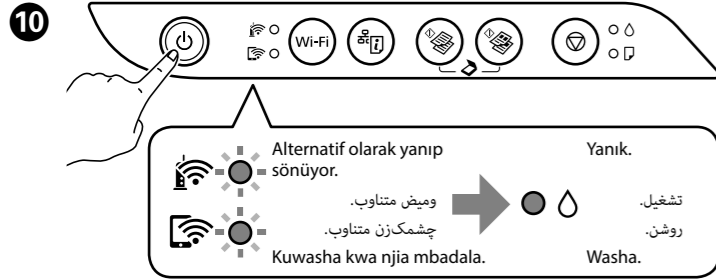 10
Wi-Fi
Alternatif olarak yanıp
sönüyor.
وميض متناوب.
چشمک‌زن متناوب.
Kuwasha kwa njia mbadala.
Yanık.
تشغيل.
روشن.
Washa.